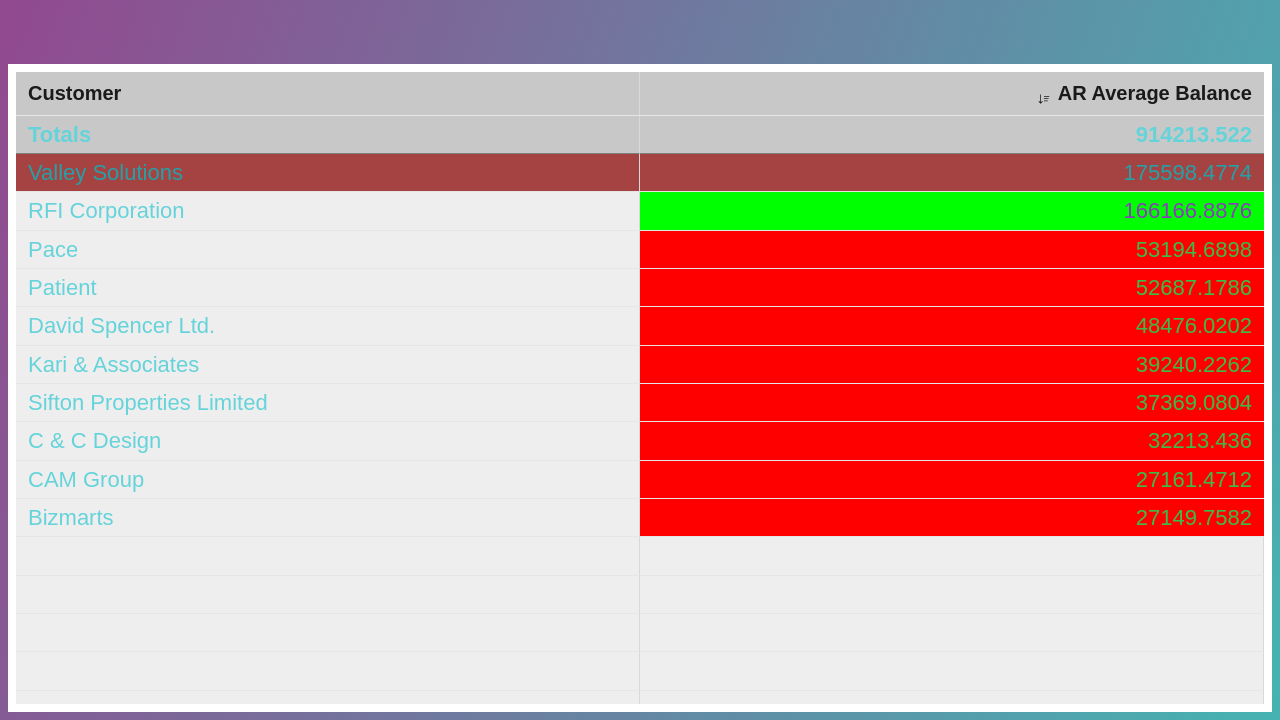 Customer AR Average Balance
Totals 914213.522
Valley Solutions 175598.4774
RFI Corporation 166166.8876
Pace 53194.6898
Patient 52687.1786
David Spencer Ltd. 48476.0202
Kari & Associates 39240.2262
Sifton Properties Limited 37369.0804
C & C Design 32213.436
CAM Group 27161.4712
Bizmarts 27149.7582